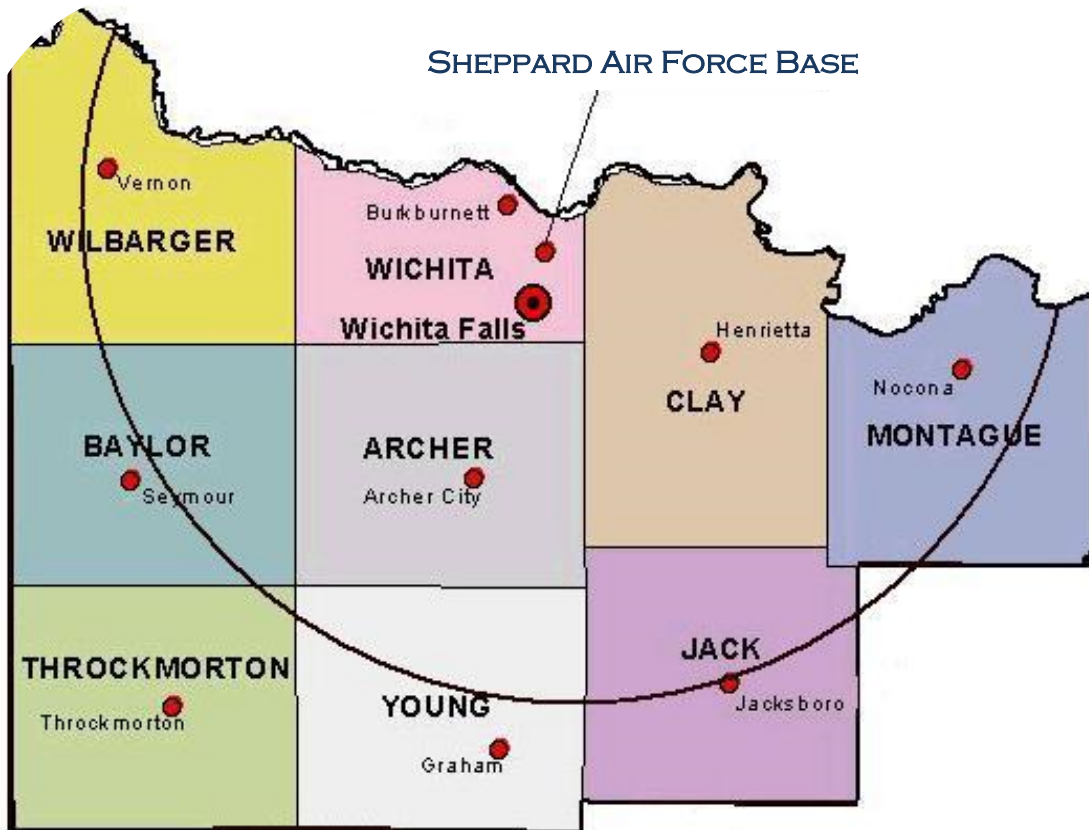 SHEPPARD AIR FORCE BASE
Vernon
Burkburnett
WILBARGER
WICHITA
Wichita Falls
Henrietta
Nocona
CLAY
MONTAGUE
BAYLOR
ARCHER
Seymour
Archer City
JACK
THROCKMORTON
YOUNG
Jacksboro
Throckmorton
Graham